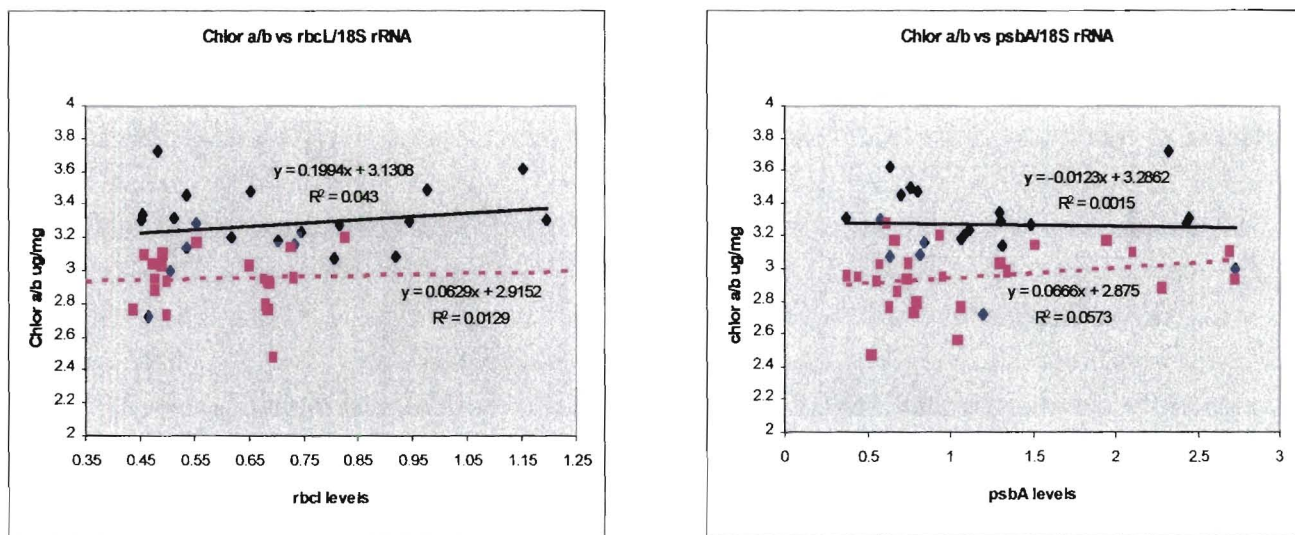 Chlor a/b vs rbcL/18S rRNA
4
3.8
3.6
3.4
3.2
3
2.8
2.6
2.4
2.2
2
Chlor a/b ug/mg
y = 0.1994x + 3.1308
R² = 0.043
y = 0.0629x + 2.9152
R² = 0.0129
0.35 0.45 0.55 0.65 0.75 0.85 0.95 1.05 1.15 1.25
rbcl levels
Chlor a/b vs psbA/18S rRNA
4
3.8
3.6
3.4
3.2
3
2.8
2.6
2.4
2.2
2
chlor a/b ug/mg
y = -0.0123x + 3.2862
R² = 0.0015
y = 0.0666x + 2.875
R² = 0.0573
0 0.5 1 1.5 2 2.5 3
psbA levels